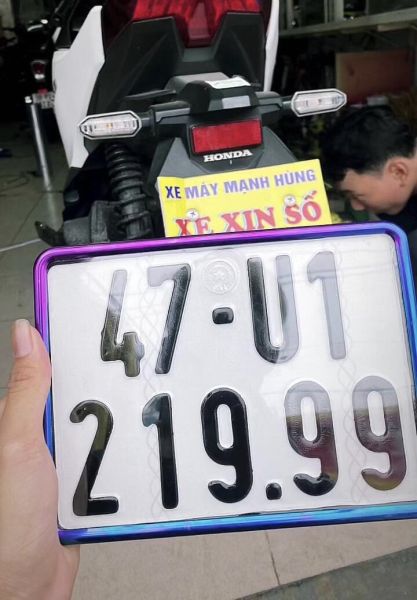 HONDA
XE MÁY MẠNH HÙNG
XE XIN SỐ
47-U1
219.99